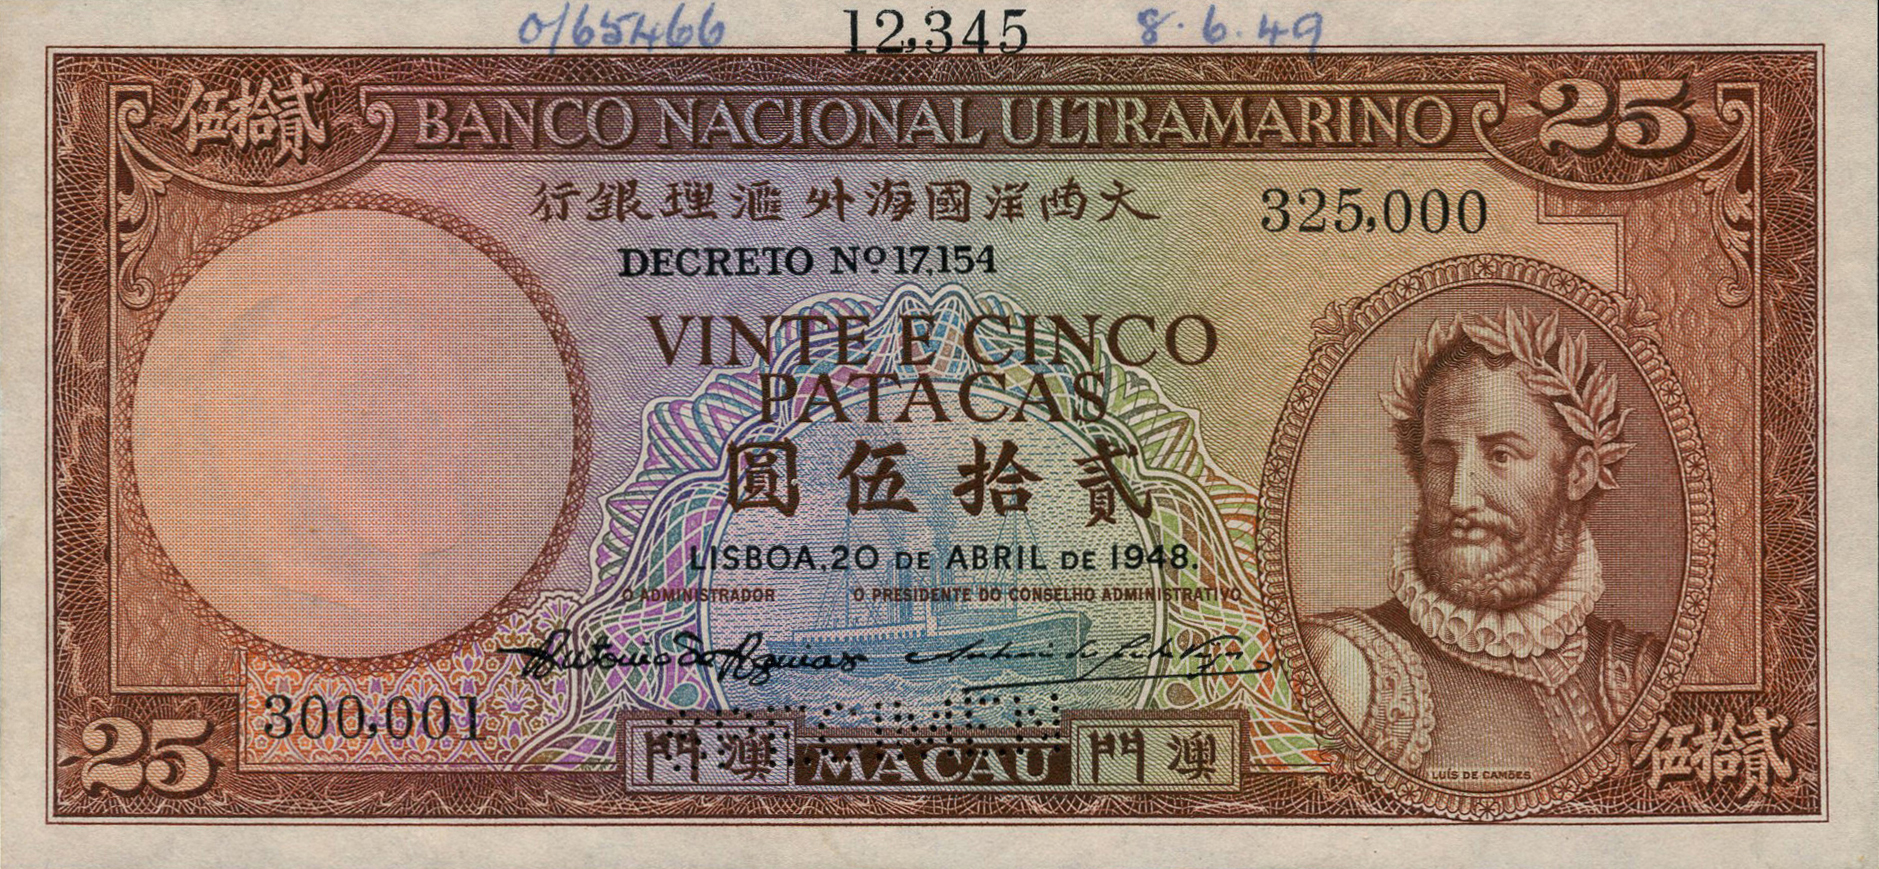 O/65466 12,345 8.6.49
貳拾伍 BANCO NACIONAL ULTRAMARINO 25
大西洋國海外滙理銀行
325,000
DECRETO Nº 17,154
VINTE E CINCO
PATACAS
貳拾伍圓
LISBOA, 20 DE ABRIL DE 1948.
O ADMINISTRADOR O PRESIDENTE DO CONSELHO ADMINISTRATIVO
300,001
25 澳門 MACAU 澳門 貳拾伍
LUÍS DE CAMÕES